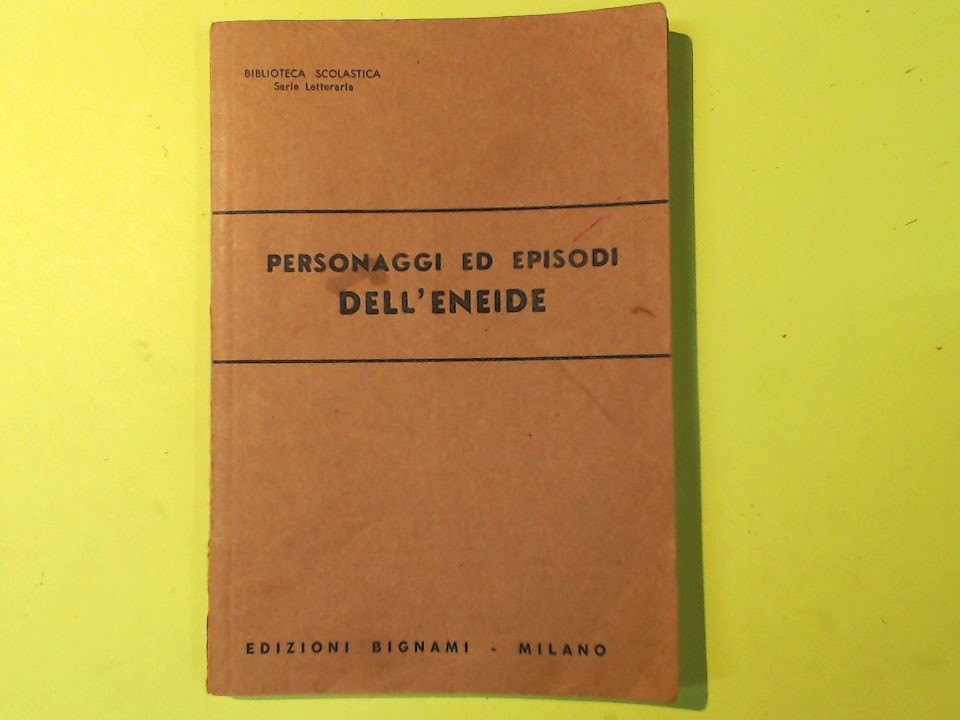 BIBLIOTECA SCOLASTICA
Serie Letteraria
PERSONAGGI ED EPISODI
DELL'ENEIDE
EDIZIONI BIGNAMI - MILANO